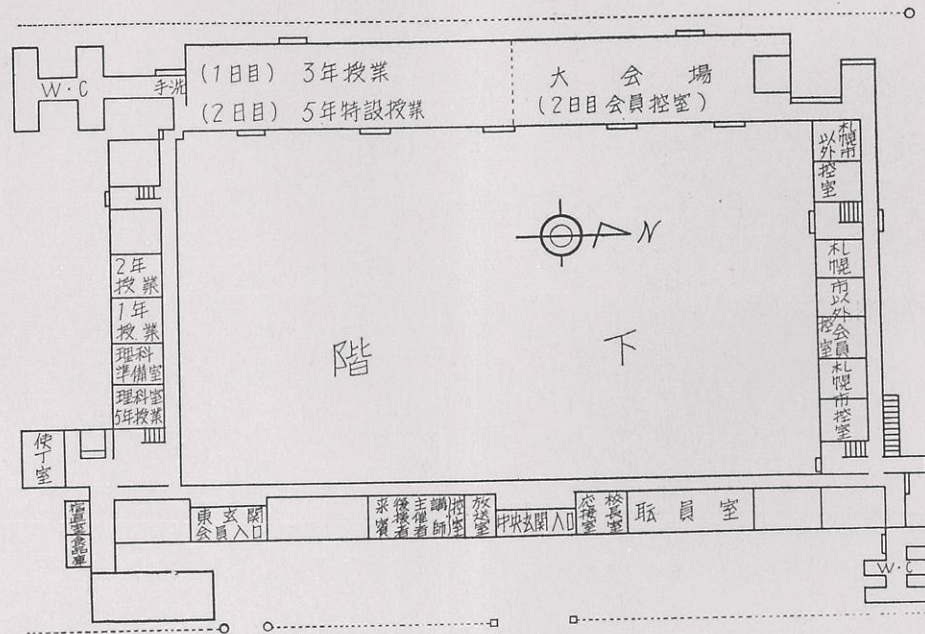 W・C
手洗
(1日目) 3年授業
(2日目) 5年特設授業
大会場
(2日目会員控室)
札幌市
以外
控室
N
2年
授業
1年
授業
理科
準備室
理科室
5年授業
札幌
市以外
会員
控室
札幌
市控室
階下
使丁室
宿直室
東玄関
会員入口
来賓
後援者
主催者
講師
控室
放送室
中央玄関入口
応接室
校長室
職員室
W・C